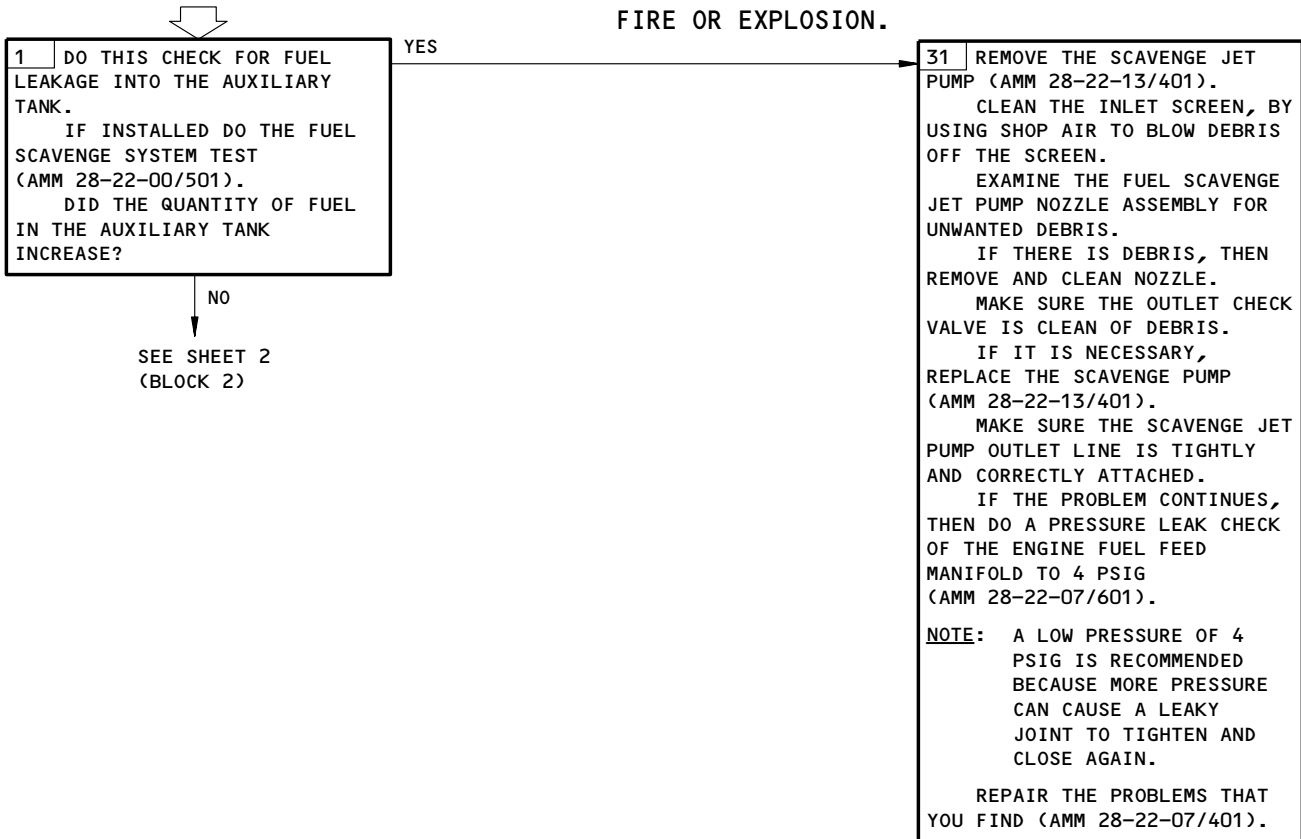 FIRE OR EXPLOSION.
1 DO THIS CHECK FOR FUEL
LEAKAGE INTO THE AUXILIARY
TANK.
IF INSTALLED DO THE FUEL
SCAVENGE SYSTEM TEST
(AMM 28-22-00/501).
DID THE QUANTITY OF FUEL
IN THE AUXILIARY TANK
INCREASE?
YES
NO
SEE SHEET 2
(BLOCK 2)
31 REMOVE THE SCAVENGE JET
PUMP (AMM 28-22-13/401).
CLEAN THE INLET SCREEN, BY
USING SHOP AIR TO BLOW DEBRIS
OFF THE SCREEN.
EXAMINE THE FUEL SCAVENGE
JET PUMP NOZZLE ASSEMBLY FOR
UNWANTED DEBRIS.
IF THERE IS DEBRIS, THEN
REMOVE AND CLEAN NOZZLE.
MAKE SURE THE OUTLET CHECK
VALVE IS CLEAN OF DEBRIS.
IF IT IS NECESSARY,
REPLACE THE SCAVENGE PUMP
(AMM 28-22-13/401).
MAKE SURE THE SCAVENGE JET
PUMP OUTLET LINE IS TIGHTLY
AND CORRECTLY ATTACHED.
IF THE PROBLEM CONTINUES,
THEN DO A PRESSURE LEAK CHECK
OF THE ENGINE FUEL FEED
MANIFOLD TO 4 PSIG
(AMM 28-22-07/601).
NOTE: A LOW PRESSURE OF 4
PSIG IS RECOMMENDED
BECAUSE MORE PRESSURE
CAN CAUSE A LEAKY
JOINT TO TIGHTEN AND
CLOSE AGAIN.
REPAIR THE PROBLEMS THAT
YOU FIND (AMM 28-22-07/401).